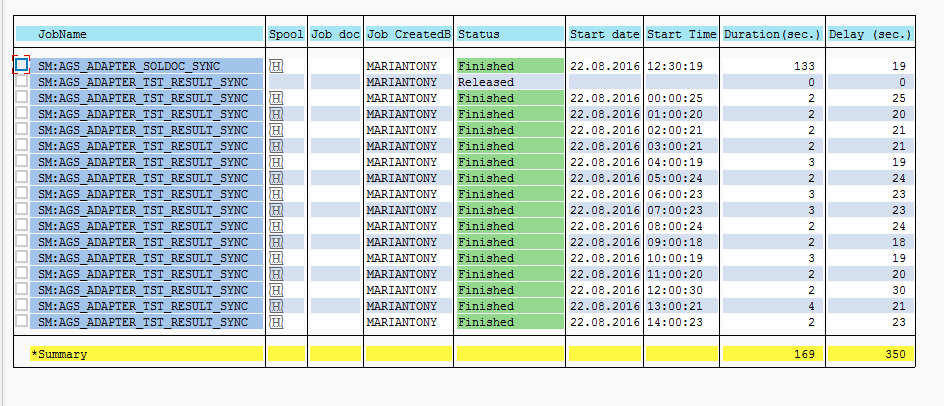 JobName Spool Job doc Job CreatedB Status Start date Start Time Duration(sec.) Delay (sec.)
SM:AGS_ADAPTER_SOLDOC_SYNC MARIANTONY Finished 22.08.2016 12:30:19 133 19
SM:AGS_ADAPTER_TST_RESULT_SYNC MARIANTONY Released 0 0
SM:AGS_ADAPTER_TST_RESULT_SYNC MARIANTONY Finished 22.08.2016 00:00:25 2 25
SM:AGS_ADAPTER_TST_RESULT_SYNC MARIANTONY Finished 22.08.2016 01:00:20 2 20
SM:AGS_ADAPTER_TST_RESULT_SYNC MARIANTONY Finished 22.08.2016 02:00:21 2 21
SM:AGS_ADAPTER_TST_RESULT_SYNC MARIANTONY Finished 22.08.2016 03:00:21 2 21
SM:AGS_ADAPTER_TST_RESULT_SYNC MARIANTONY Finished 22.08.2016 04:00:19 3 19
SM:AGS_ADAPTER_TST_RESULT_SYNC MARIANTONY Finished 22.08.2016 05:00:24 2 24
SM:AGS_ADAPTER_TST_RESULT_SYNC MARIANTONY Finished 22.08.2016 06:00:23 3 23
SM:AGS_ADAPTER_TST_RESULT_SYNC MARIANTONY Finished 22.08.2016 07:00:23 3 23
SM:AGS_ADAPTER_TST_RESULT_SYNC MARIANTONY Finished 22.08.2016 08:00:24 2 24
SM:AGS_ADAPTER_TST_RESULT_SYNC MARIANTONY Finished 22.08.2016 09:00:18 2 18
SM:AGS_ADAPTER_TST_RESULT_SYNC MARIANTONY Finished 22.08.2016 10:00:19 3 19
SM:AGS_ADAPTER_TST_RESULT_SYNC MARIANTONY Finished 22.08.2016 11:00:20 2 20
SM:AGS_ADAPTER_TST_RESULT_SYNC MARIANTONY Finished 22.08.2016 12:00:30 2 30
SM:AGS_ADAPTER_TST_RESULT_SYNC MARIANTONY Finished 22.08.2016 13:00:21 4 21
SM:AGS_ADAPTER_TST_RESULT_SYNC MARIANTONY Finished 22.08.2016 14:00:23 2 23
*Summary 169 350